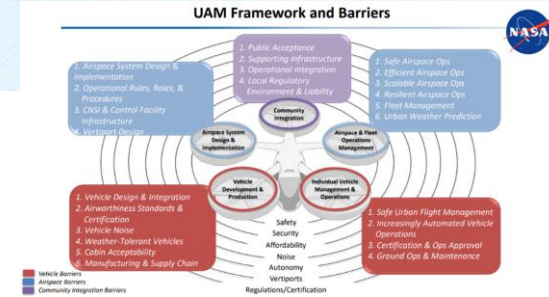 UAM Framework and Barriers
NASA
1. Public Acceptance
2. Supporting Infrastructure
3. Operational Integration
4. Local Regulatory
Environment & Liability
1. Airspace System Design &
Implementation
2. Operational Rules, Roles, &
Procedures
3. CNSI & Control Facility
Infrastructure
4. Vertiport Design
1. Safe Airspace Ops
2. Efficient Airspace Ops
3. Scalable Airspace Ops
4. Resilient Airspace Ops
5. Fleet Management
6. Urban Weather Prediction
Community
Integration
Airspace System
Design &
Implementation
Airspace & Fleet
Operations
Management
Vehicle
Development &
Production
Individual Vehicle
Management &
Operations
1. Vehicle Design & Integration
2. Airworthiness Standards &
Certification
3. Vehicle Noise
4. Weather-Tolerant Vehicles
5. Cabin Acceptability
6. Manufacturing & Supply Chain
1. Safe Urban Flight Management
2. Increasingly Automated Vehicle
Operations
3. Certification & Ops Approval
4. Ground Ops & Maintenance
Safety
Security
Affordability
Noise
Autonomy
Vertiports
Regulations/Certification
Vehicle Barriers
Airspace Barriers
Community Integration Barriers